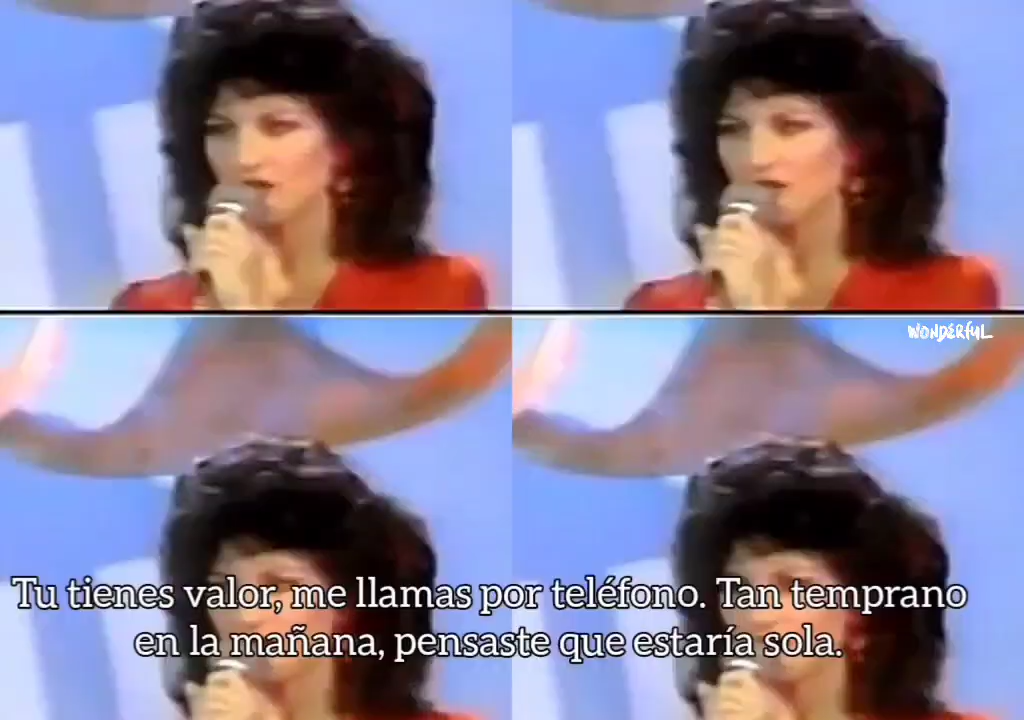 WONDERFUL
Tu tienes valor, me llamas por teléfono. Tan temprano
en la mañana, pensaste que estaría sola.